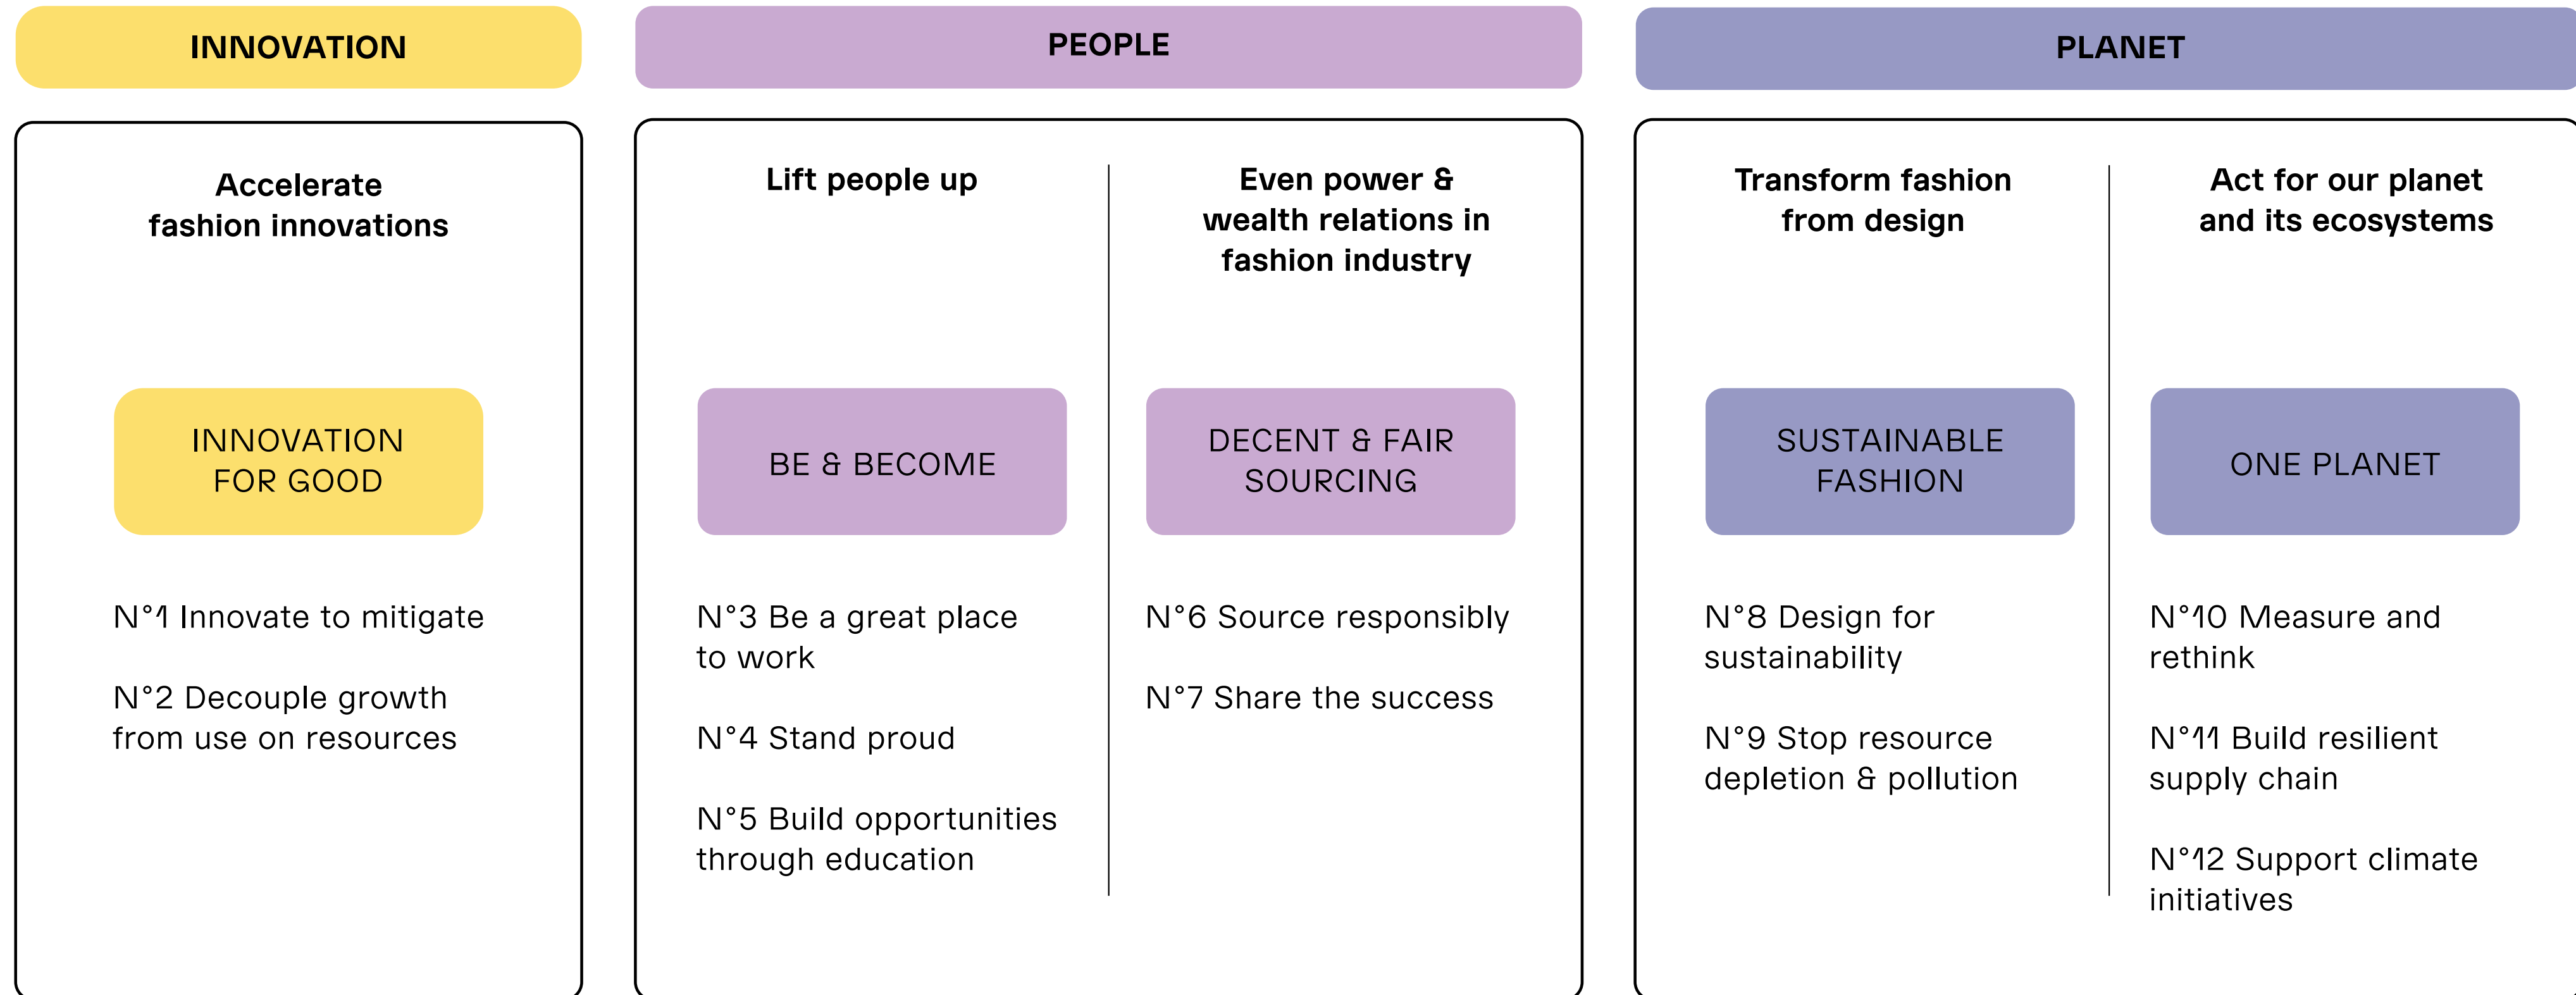 INNOVATION
Accelerate
fashion innovations
INNOVATION
FOR GOOD
N°1 Innovate to mitigate
N°2 Decouple growth
from use on resources
PEOPLE
Lift people up
BE & BECOME
N°3 Be a great place
to work
N°4 Stand proud
N°5 Build opportunities
through education
Even power &
wealth relations in
fashion industry
DECENT & FAIR
SOURCING
N°6 Source responsibly
N°7 Share the success
PLANET
Transform fashion
from design
SUSTAINABLE
FASHION
N°8 Design for
sustainability
N°9 Stop resource
depletion & pollution
Act for our planet
and its ecosystems
ONE PLANET
N°10 Measure and
rethink
N°11 Build resilient
supply chain
N°12 Support climate
initiatives